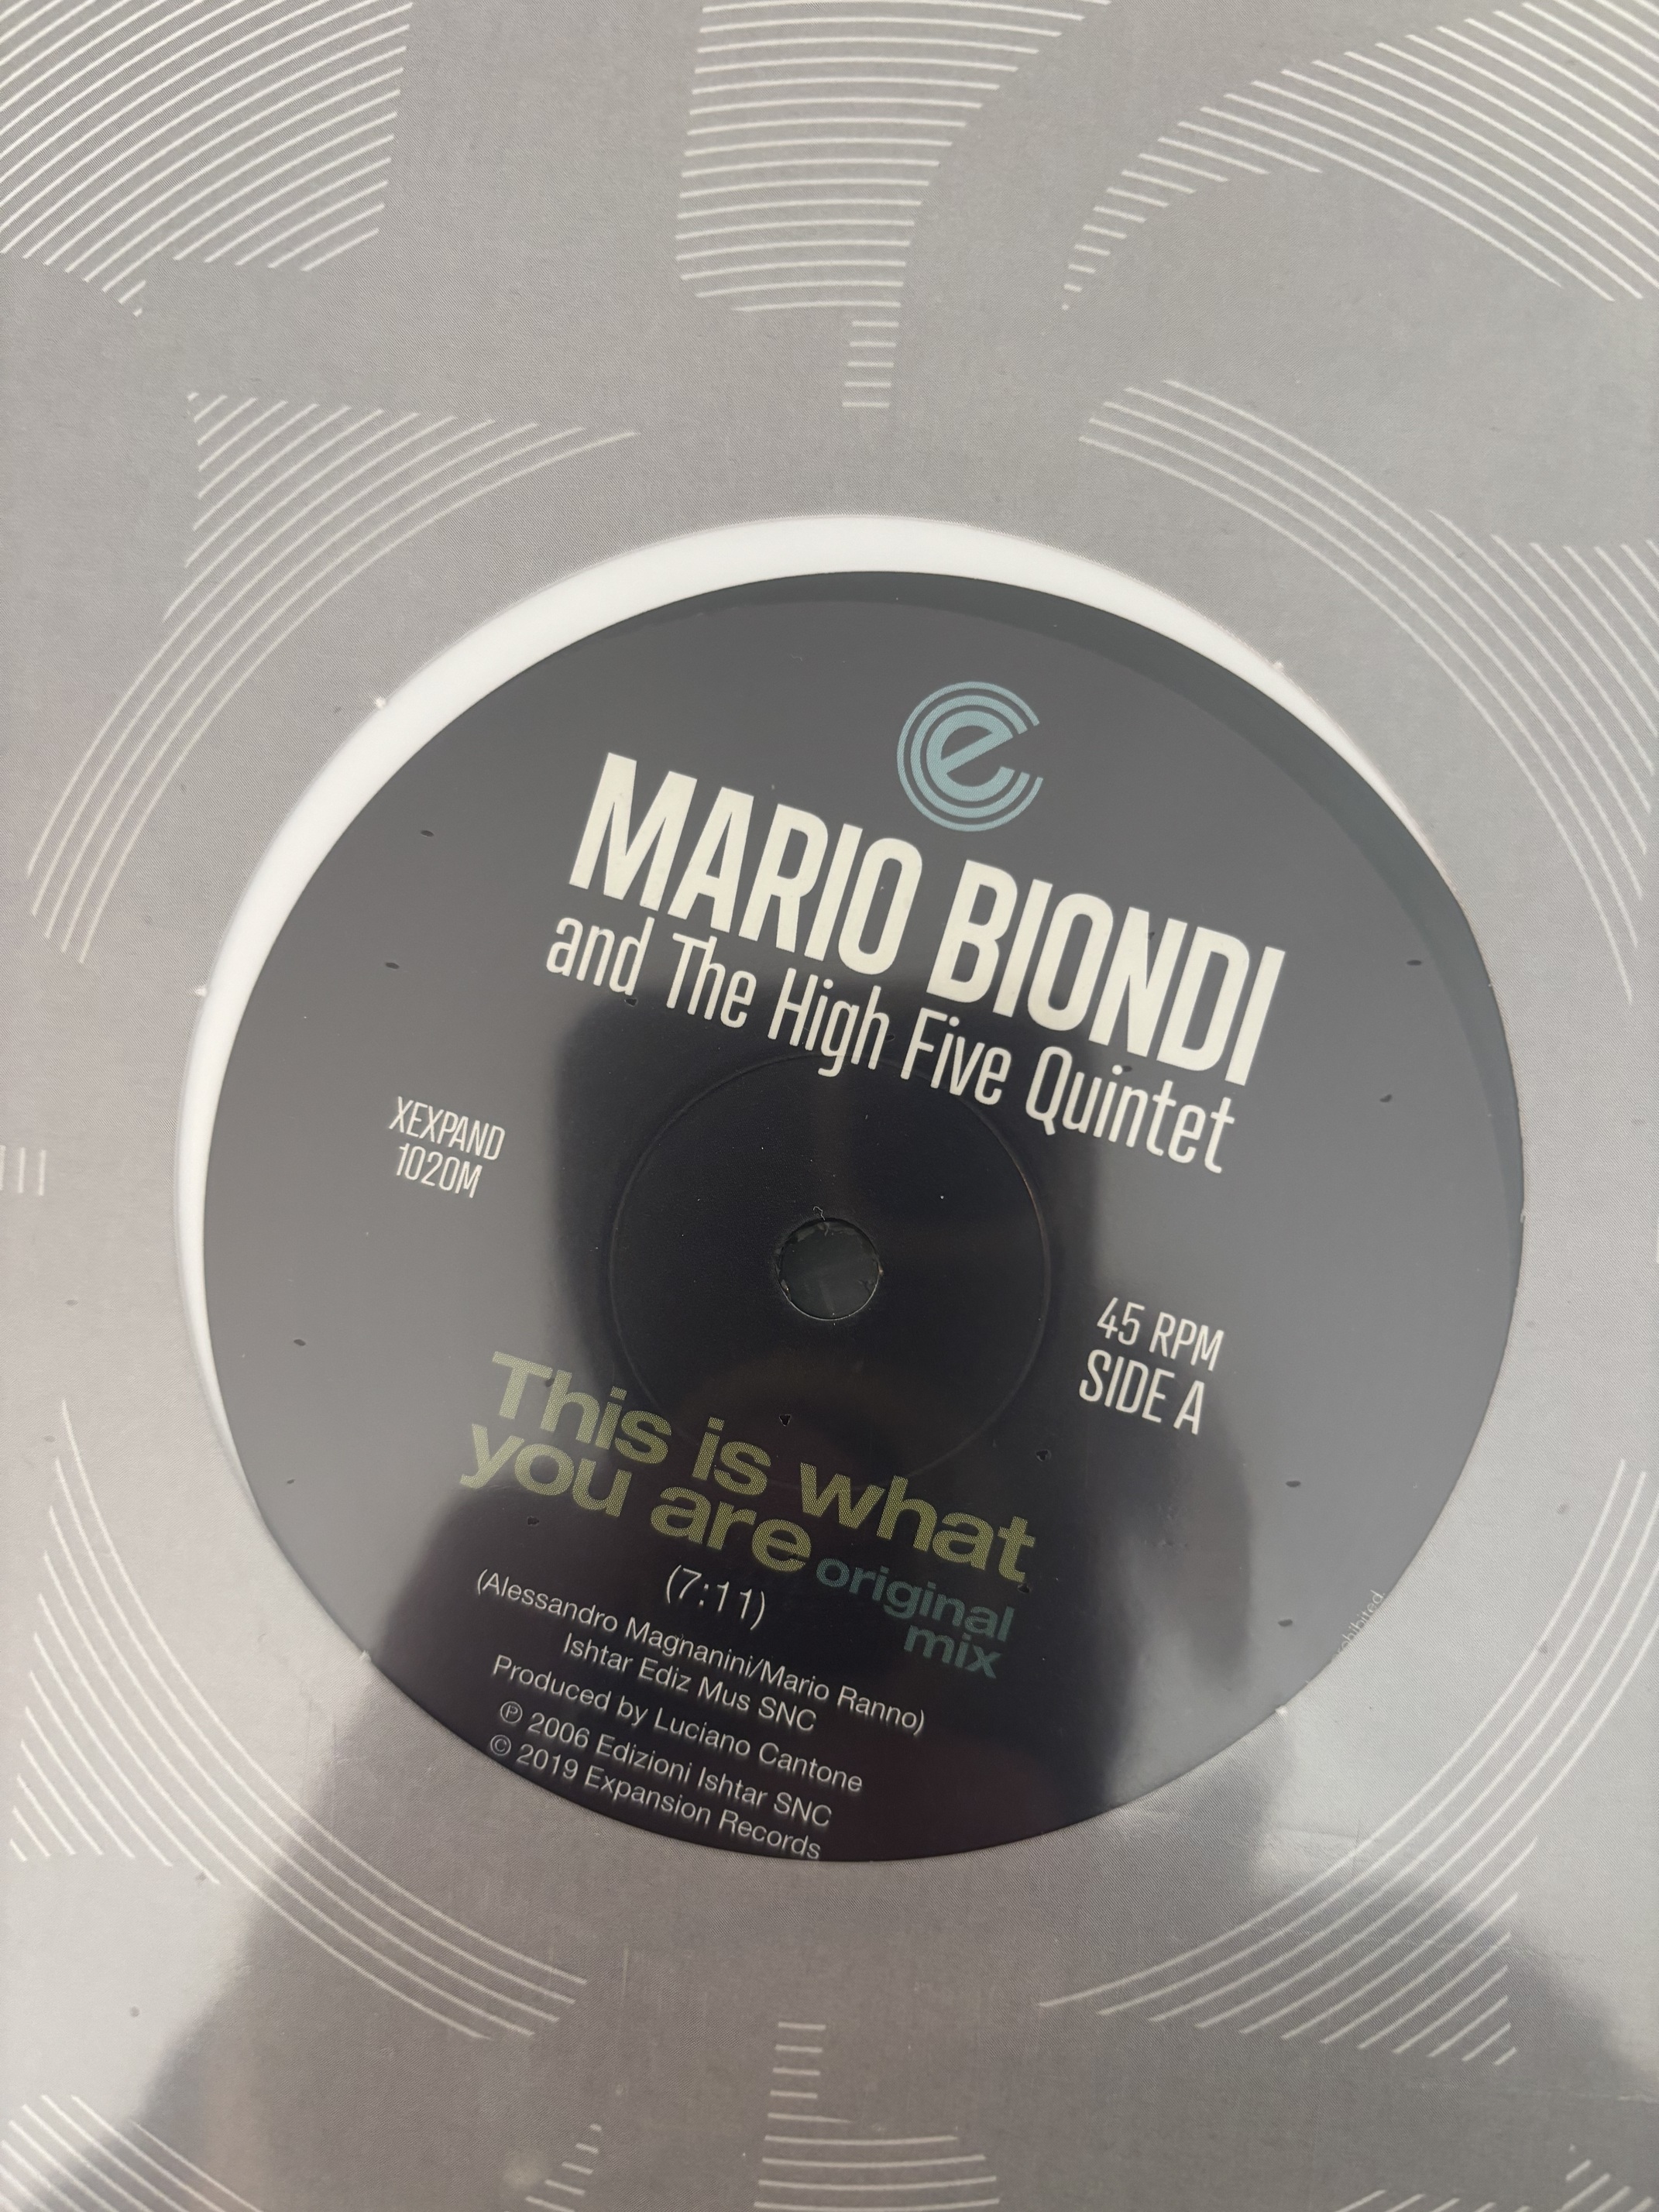 e
MARIO BIONDI
and The High Five Quintet
XEXPAND
1020M
45 RPM
SIDE A
This is what
you are original
mix
(7:11)
(Alessandro Magnanini/Mario Ranno)
Ishtar Ediz Mus SNC
Produced by Luciano Cantone
℗ 2006 Edizioni Ishtar SNC
© 2019 Expansion Records